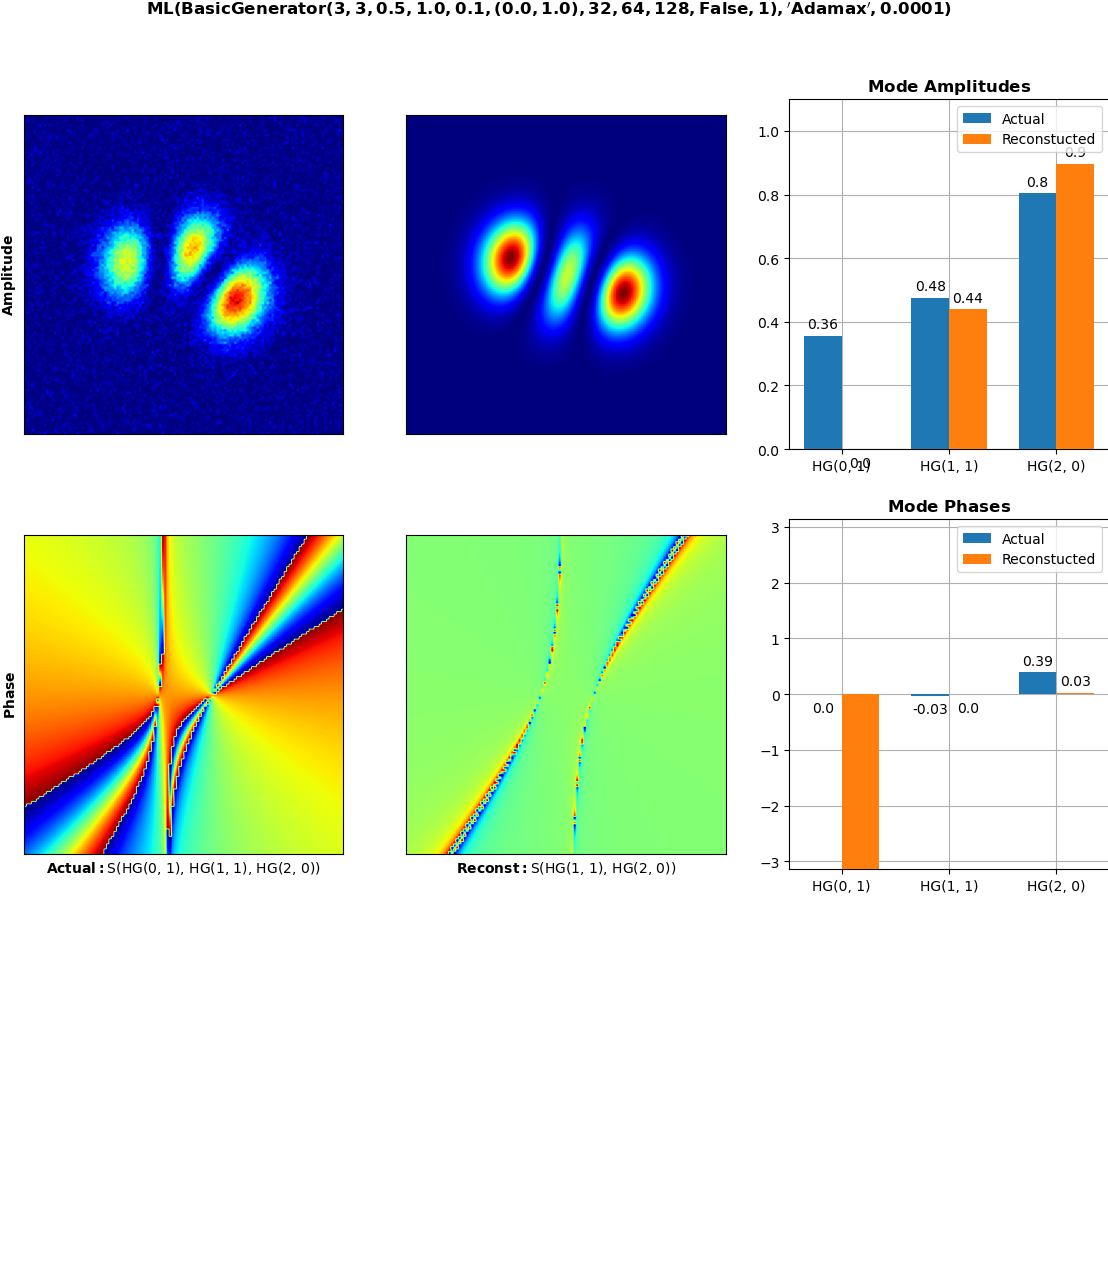 ML(BasicGenerator(3, 3, 0.5, 1.0, 0.1, (0.0, 1.0), 32, 64, 128, False, 1), 'Adamax', 0.0001)
Mode Amplitudes
Actual
Reconstucted
1.0
0.8
0.6
0.4
0.2
0.0
0.36
0.0
0.48
0.44
0.8
0.9
HG(0, 1)
HG(1, 1)
HG(2, 0)
Amplitude
Mode Phases
Actual
Reconstucted
3
2
1
0
−1
−2
−3
0.0
-0.03
0.0
0.39
0.03
HG(0, 1)
HG(1, 1)
HG(2, 0)
Phase
Actual: S(HG(0, 1), HG(1, 1), HG(2, 0))
Reconst: S(HG(1, 1), HG(2, 0))